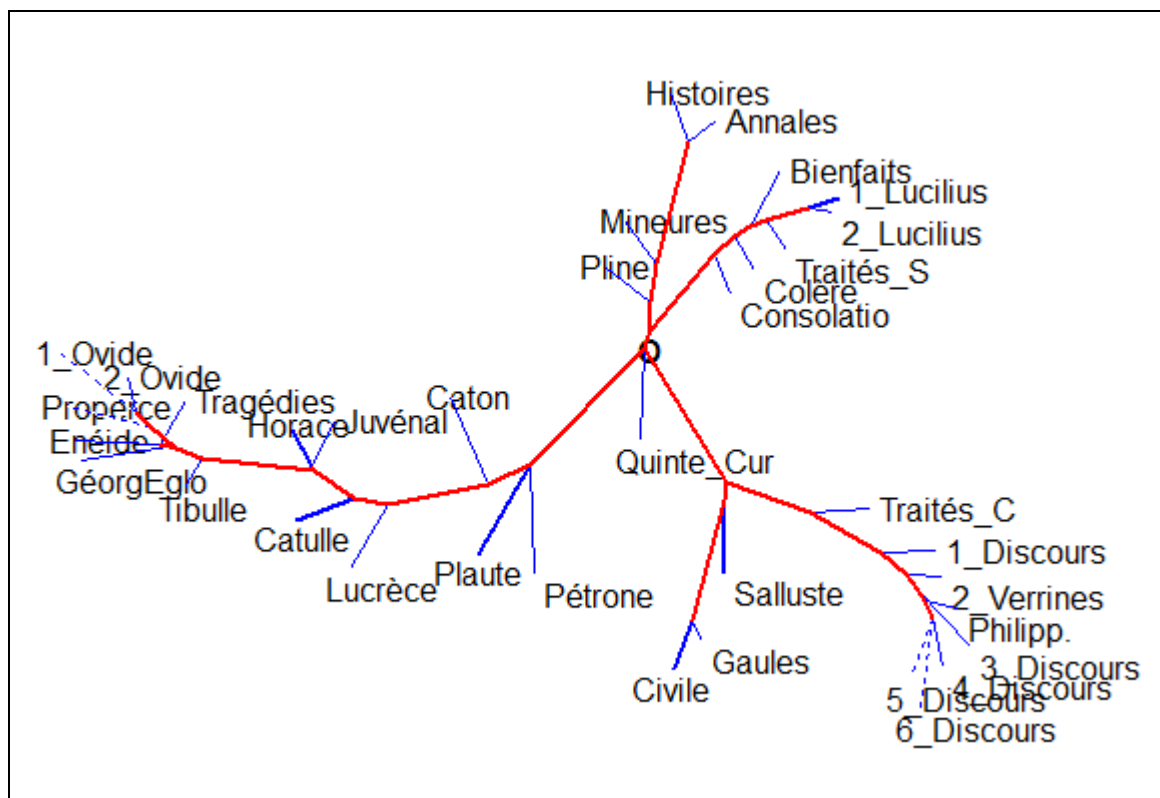 Histoires
Annales
Bienfaits
1_Lucilius
Mineures
2_Lucilius
Pline
Traités_S
Colère
Consolatio
O
1_Ovide
2_Ovide
Properce
Tragédies
Caton
Horace
Juvénal
Enéide
Quinte_Cur
GéorgEglo
Tibulle
Traités_C
Catulle
1_Discours
Plaute
Lucrèce
Pétrone
Salluste
2_Verrines
Philipp.
Gaules
3_Discours
Civile
4_Discours
5_Discours
6_Discours